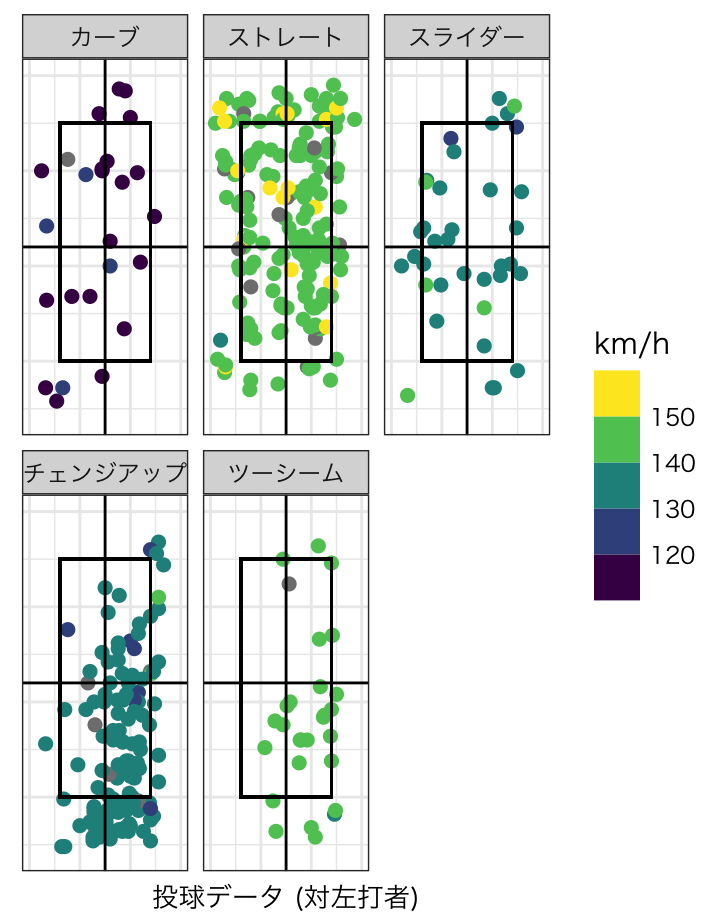 カーブ
ストレート
スライダー
チェンジアップ
ツーシーム
km/h
150
140
130
120
投球データ (対左打者)